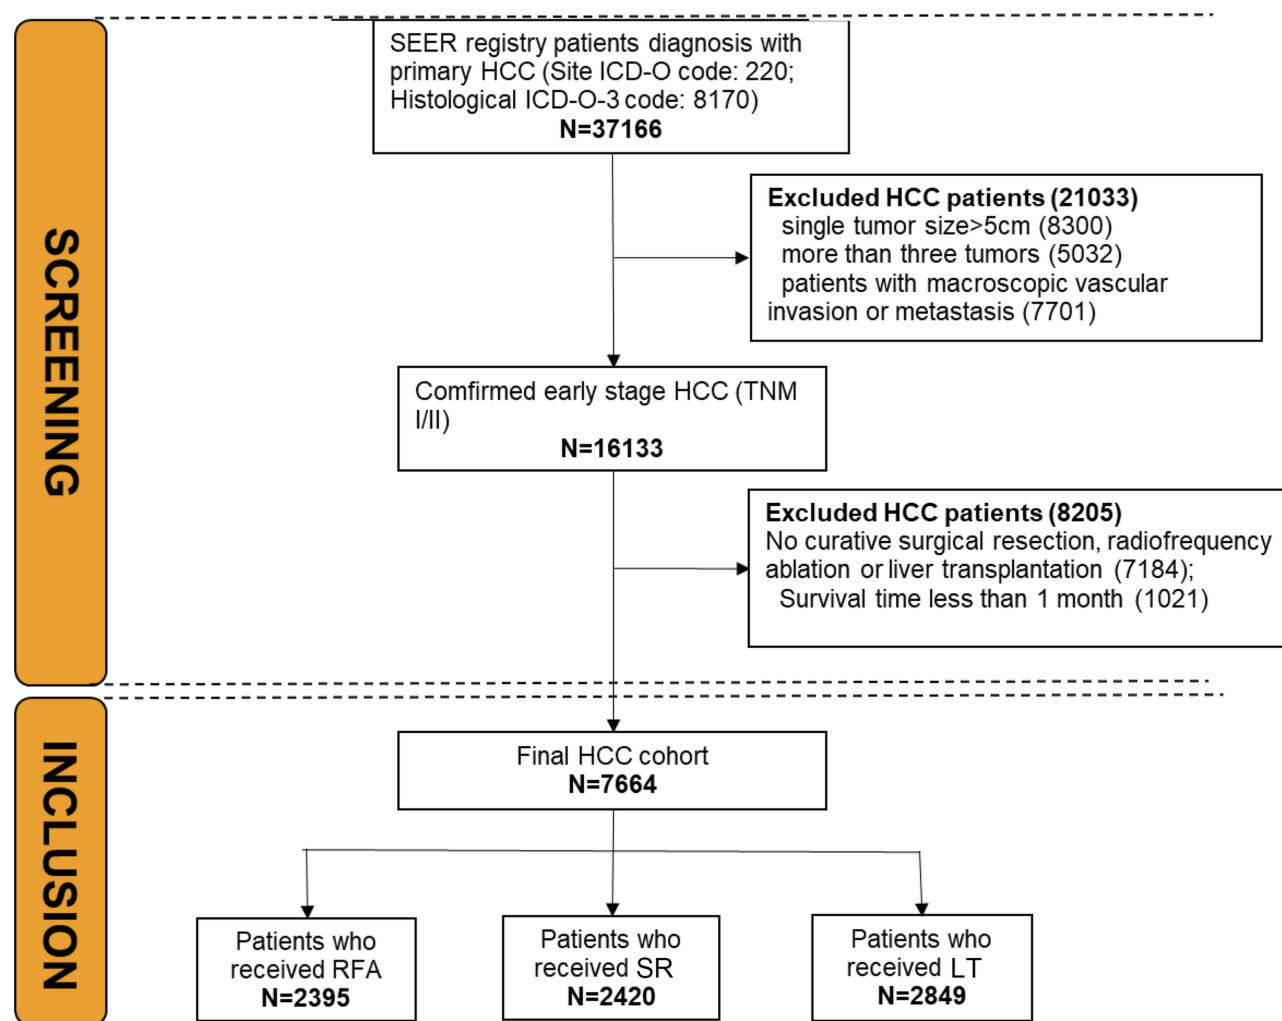 SCREENING
SEER registry patients diagnosis with
primary HCC (Site ICD-O code: 220;
Histological ICD-O-3 code: 8170)
N=37166
Excluded HCC patients (21033)
single tumor size>5cm (8300)
more than three tumors (5032)
patients with macroscopic vascular
invasion or metastasis (7701)
Comfirmed early stage HCC (TNM
I/II)
N=16133
Excluded HCC patients (8205)
No curative surgical resection, radiofrequency
ablation or liver transplantation (7184);
Survival time less than 1 month (1021)
INCLUSION
Final HCC cohort
N=7664
Patients who
received RFA
N=2395
Patients who
received SR
N=2420
Patients who
received LT
N=2849